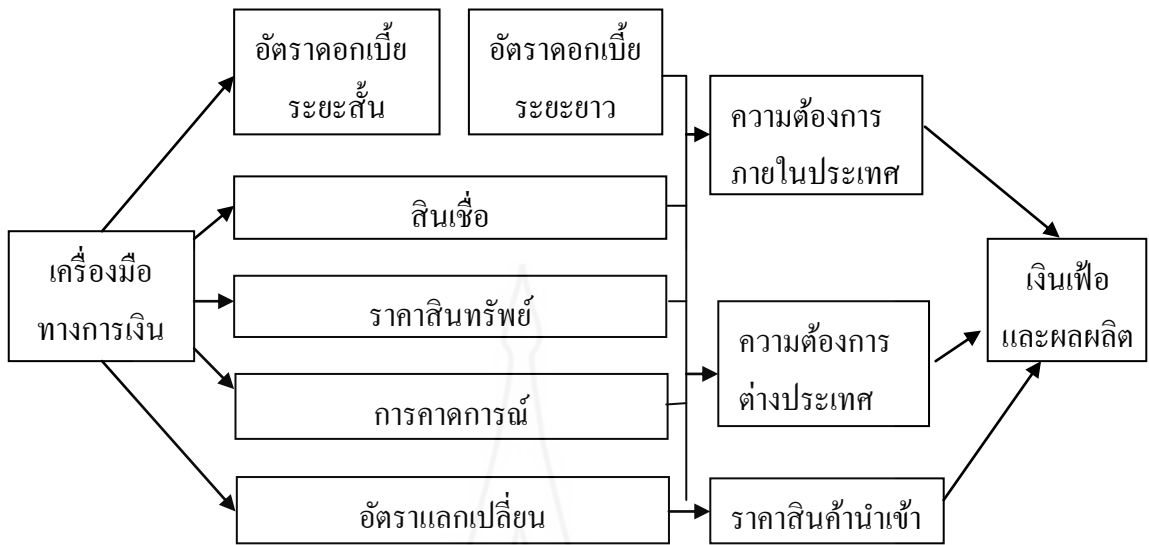 อัตราดอกเบี้ย
ระยะสั้น
อัตราดอกเบี้ย
ระยะยาว
ความต้องการ
ภายในประเทศ
สินเชื่อ
เครื่องมือ
ทางการเงิน
เงินเฟ้อ
และผลผลิต
ราคาสินทรัพย์
ความต้องการ
ต่างประเทศ
การคาดการณ์
อัตราแลกเปลี่ยน
ราคาสินค้านำเข้า